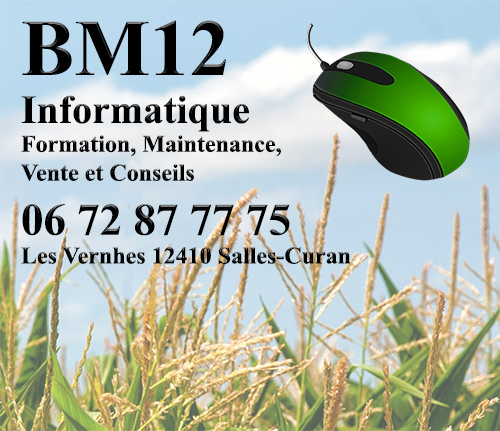 BM12
Informatique
Formation, Maintenance,
Vente et Conseils
06 72 87 77 75
Les Vernhes 12410 Salles-Curan